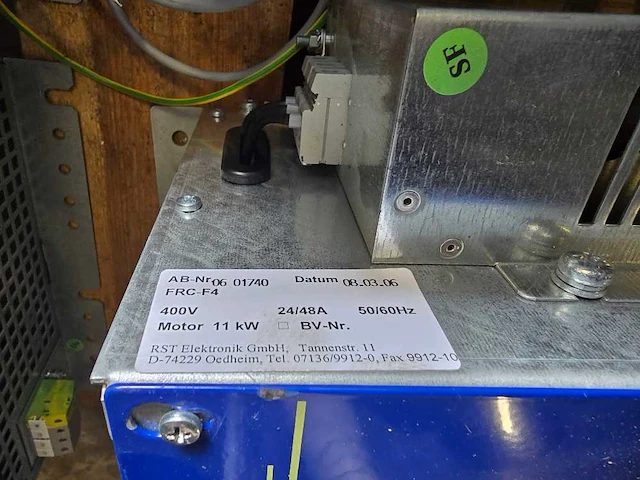 SF
AB-Nr. 06 01740 Datum 08.03.06
FRC-F4
400V 24/48A 50/60Hz
Motor 11 kW □ BV-Nr.
RST Elektronik GmbH, Tannenstr. 11
D-74229 Oedheim, Tel. 07136/9912-0, Fax 9912-10